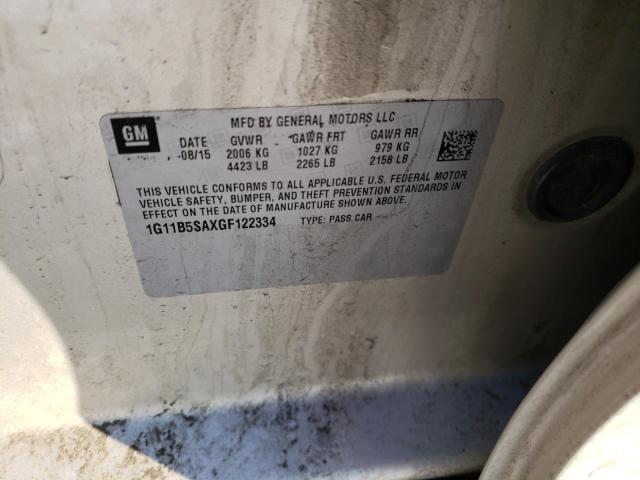 GM
MFD BY GENERAL MOTORS LLC
DATE GVWR GAWR FRT GAWR RR
08/15 2006 KG 1027 KG 979 KG
4423 LB 2265 LB 2158 LB
THIS VEHICLE CONFORMS TO ALL APPLICABLE U.S. FEDERAL MOTOR
VEHICLE SAFETY, BUMPER, AND THEFT PREVENTION STANDARDS IN
EFFECT ON THE DATE OF MANUFACTURE SHOWN ABOVE.
1G11B5SAXGF122334 TYPE: PASS CAR